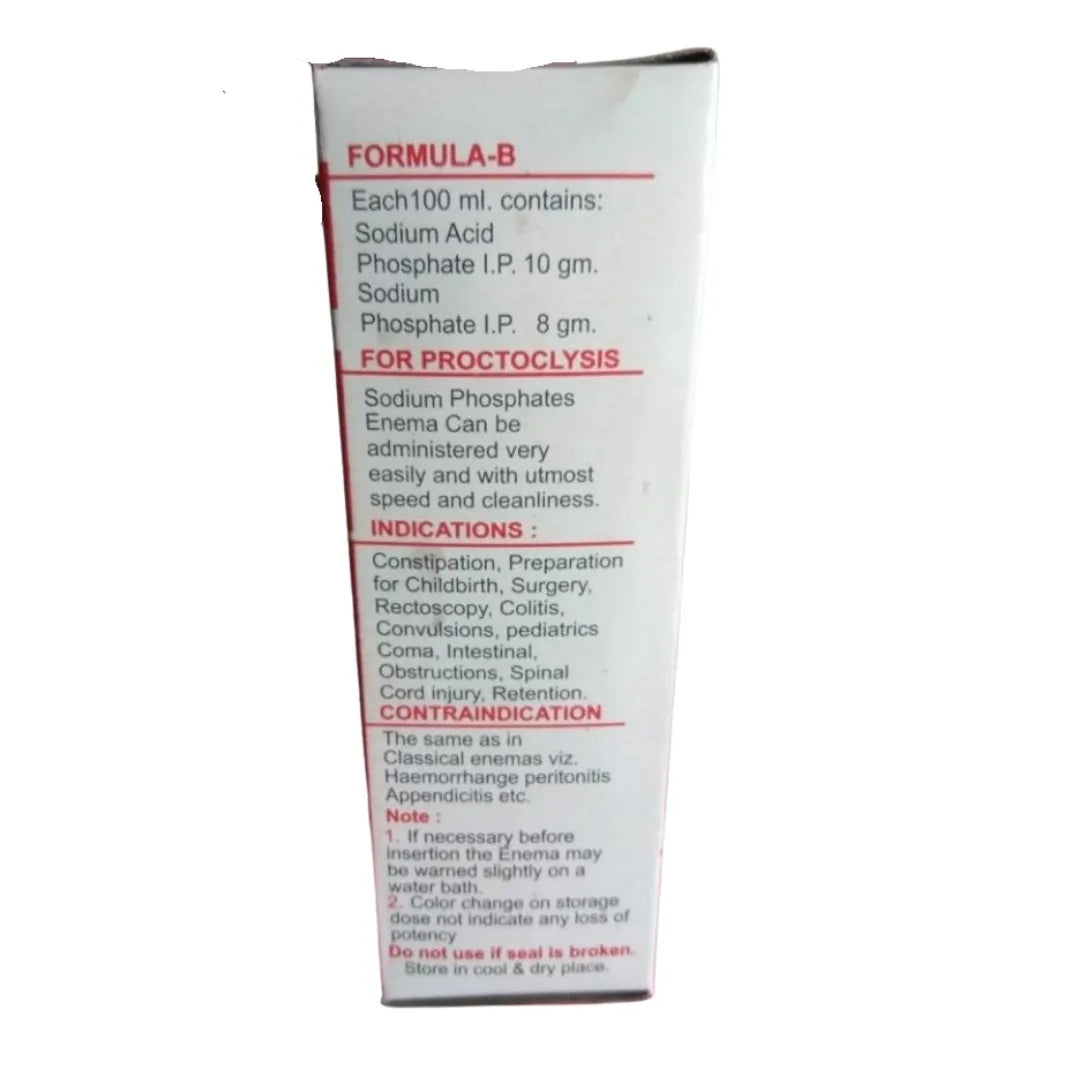 FORMULA-B
Each100 ml. contains:
Sodium Acid
Phosphate I.P. 10 gm.
Sodium
Phosphate I.P. 8 gm.
FOR PROCTOCLYSIS
Sodium Phosphates
Enema Can be
administered very
easily and with utmost
speed and cleanliness.
INDICATIONS :
Constipation, Preparation
for Childbirth, Surgery,
Rectoscopy, Colitis,
Convulsions, pediatrics
Coma, Intestinal,
Obstructions, Spinal
Cord injury, Retention.
CONTRAINDICATION
The same as in
Classical enemas viz.
Haemorrhange peritonitis
Appendicitis etc.
Note :
1. If necessary before
insertion the Enema may
be warned slightly on a
water bath.
2. Color change on storage
dose not indicate any loss of
potency
Do not use if seal is broken.
Store in cool & dry place.